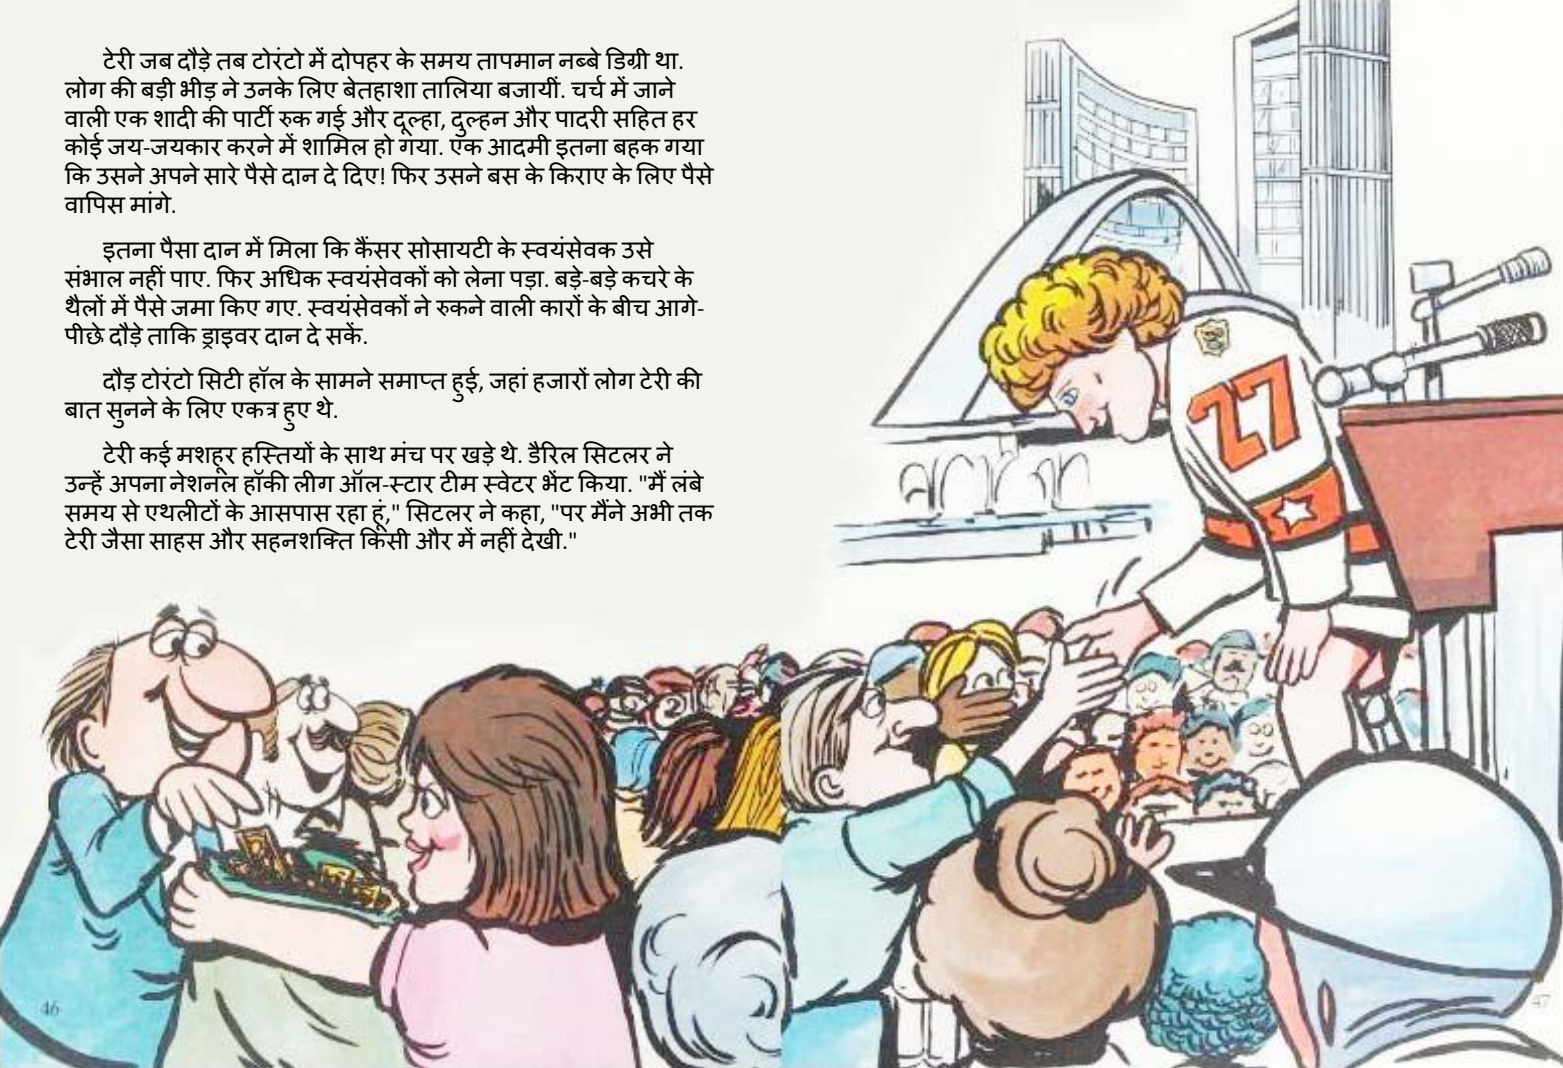 टेरी जब दौड़े तब टोरंटो में दोपहर के समय तापमान नब्बे डिग्री था.
लोग की बड़ी भीड़ ने उनके लिए बेतहाशा तालिया बजायीं. चर्च में जाने
वाली एक शादी की पार्टी रुक गई और दूल्हा, दुल्हन और पादरी सहित हर
कोई जय-जयकार करने में शामिल हो गया. एक आदमी इतना बहक गया
कि उसने अपने सारे पैसे दान दे दिए! फिर उसने बस के किराए के लिए पैसे
वापिस मांगे.
इतना पैसा दान में मिला कि कैंसर सोसायटी के स्वयंसेवक उसे
संभाल नहीं पाए. फिर अधिक स्वयंसेवकों को लेना पड़ा. बड़े-बड़े कचरे के
थैलों में पैसे जमा किए गए. स्वयंसेवकों ने रुकने वाली कारों के बीच आगे-
पीछे दौड़े ताकि ड्राइवर दान दे सकें.
दौड़ टोरंटो सिटी हॉल के सामने समाप्त हुई, जहां हजारों लोग टेरी की
बात सुनने के लिए एकत्र हुए थे.
टेरी कई मशहूर हस्तियों के साथ मंच पर खड़े थे. डैरिल सिटलर ने
उन्हें अपना नेशनल हॉकी लीग ऑल-स्टार टीम स्वेटर भेंट किया. "मैं लंबे
समय से एथलीटों के आसपास रहा हूं," सिटलर ने कहा, "पर मैंने अभी तक
टेरी जैसा साहस और सहनशक्ति किसी और में नहीं देखी."
27
46
47